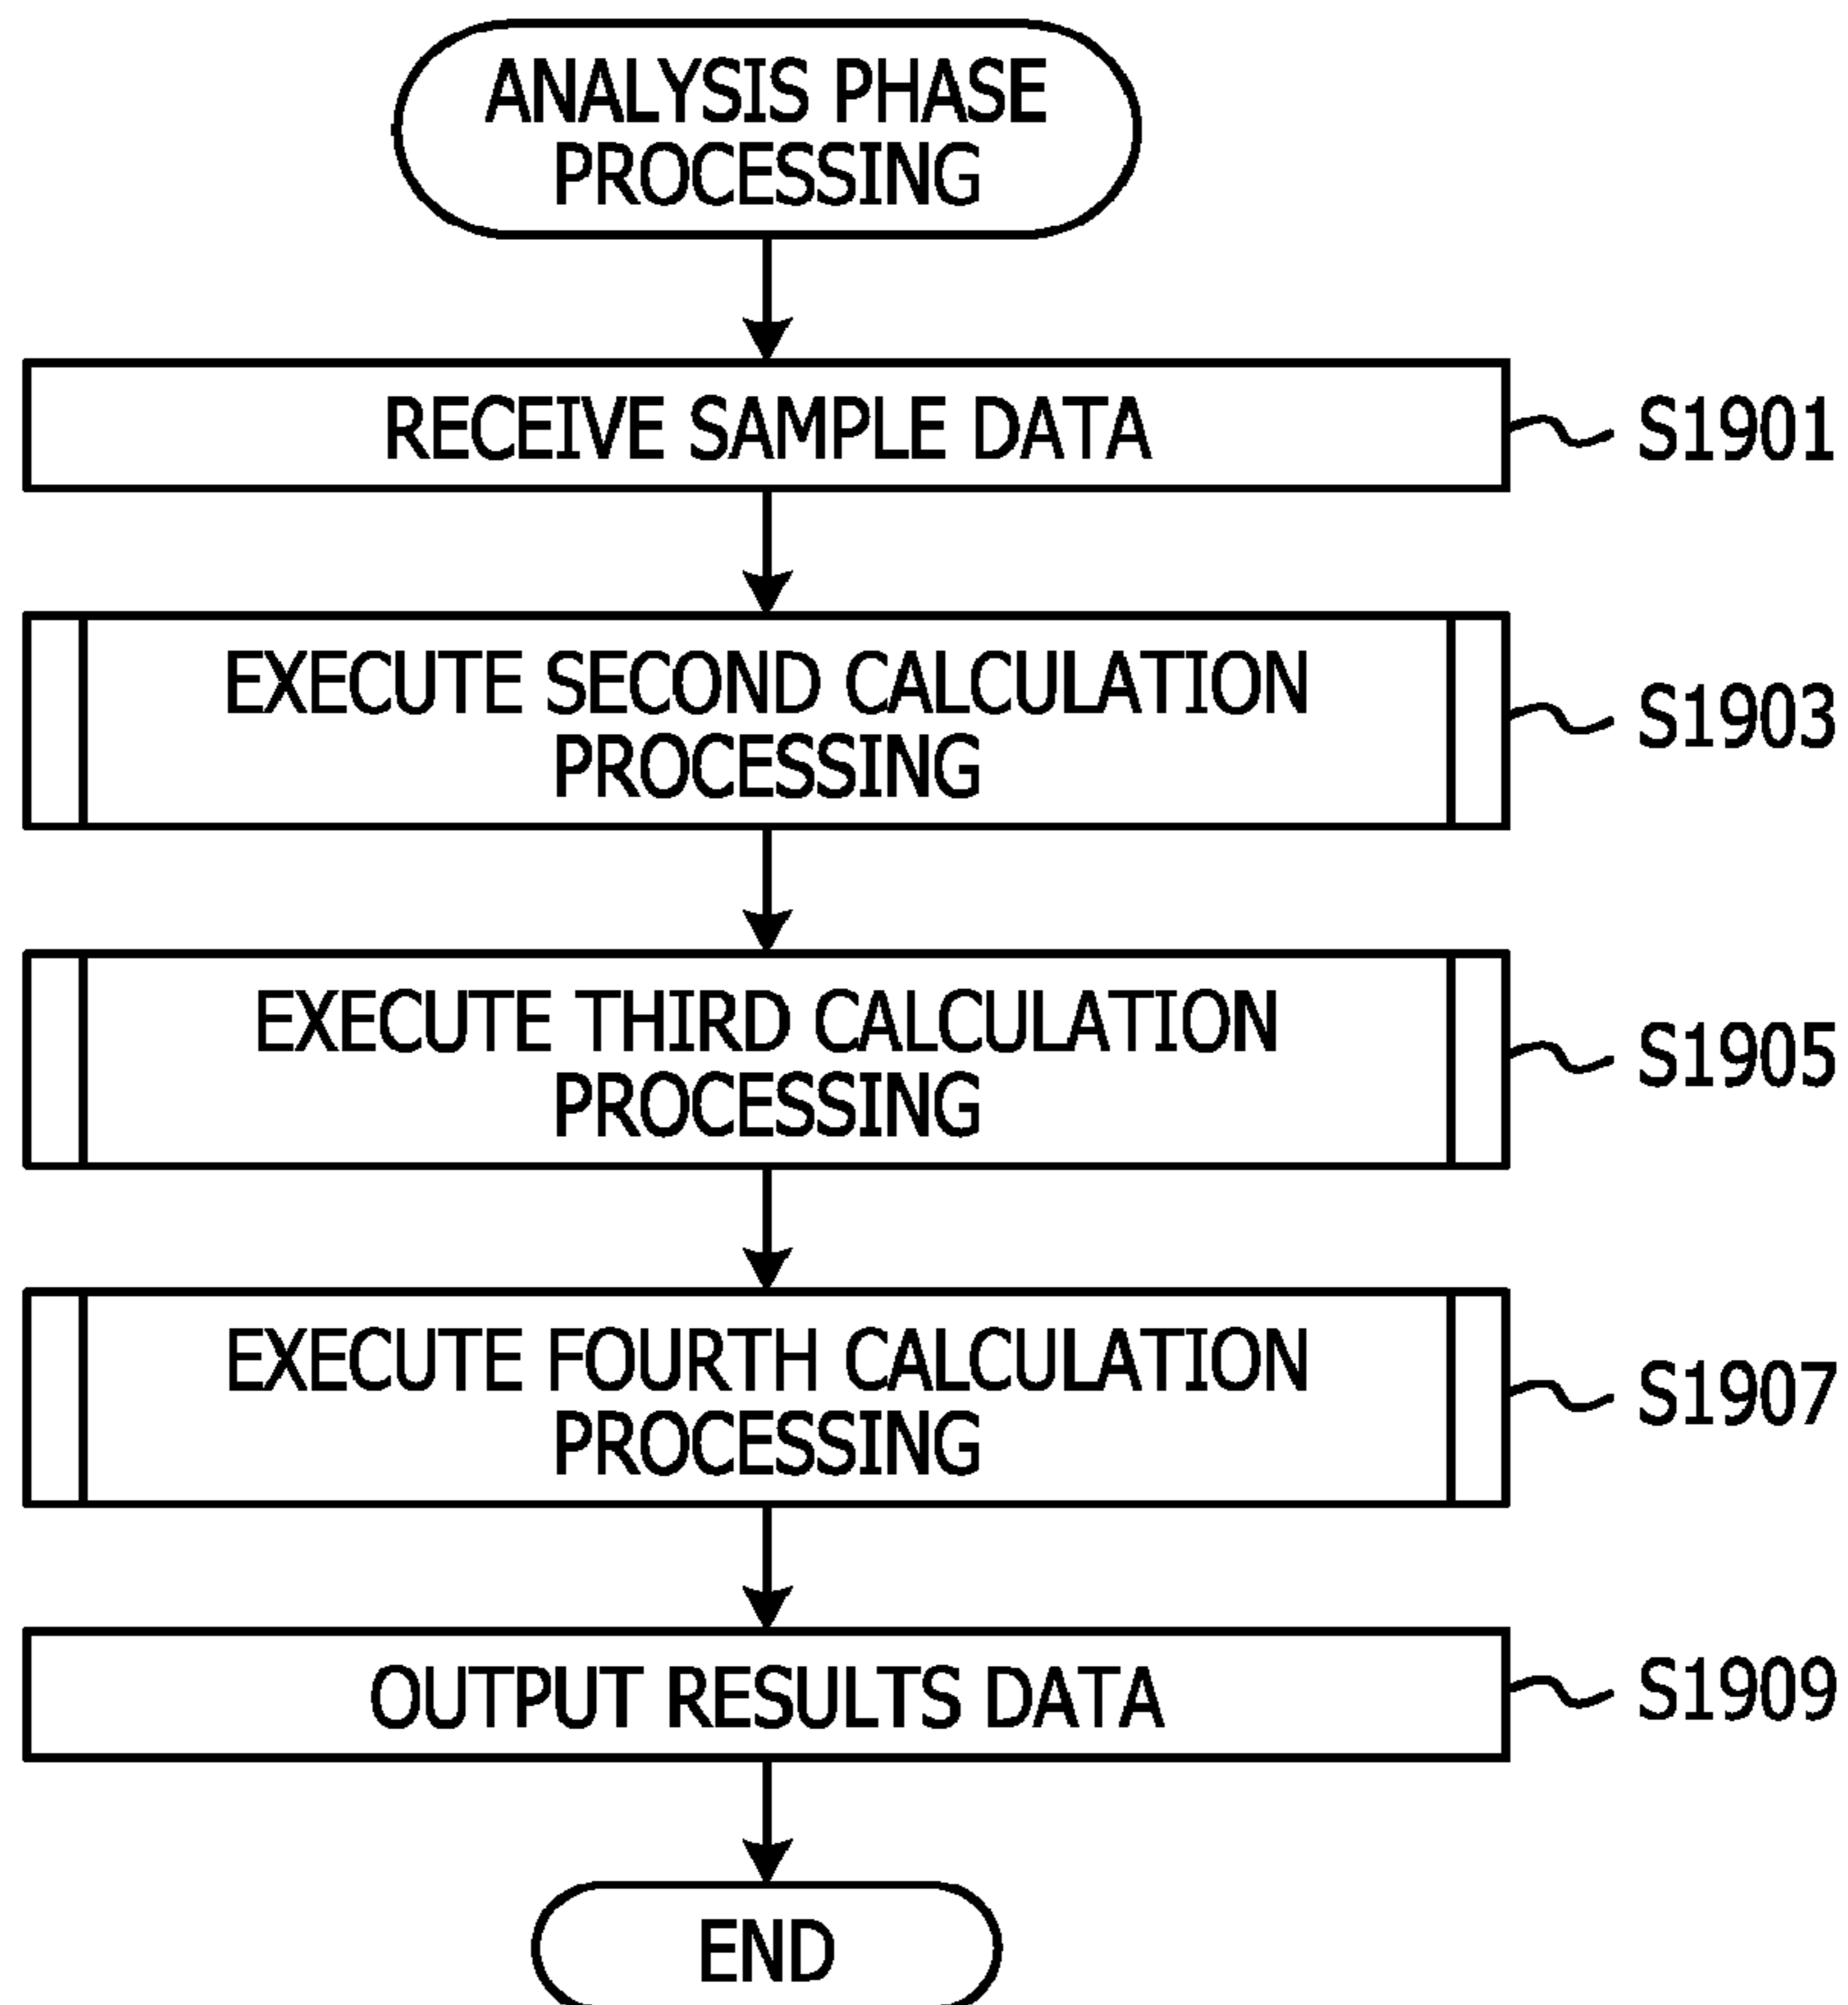 ANALYSIS PHASE
PROCESSING
RECEIVE SAMPLE DATA
S1901
EXECUTE SECOND CALCULATION
PROCESSING
S1903
EXECUTE THIRD CALCULATION
PROCESSING
S1905
EXECUTE FOURTH CALCULATION
PROCESSING
S1907
OUTPUT RESULTS DATA
S1909
END